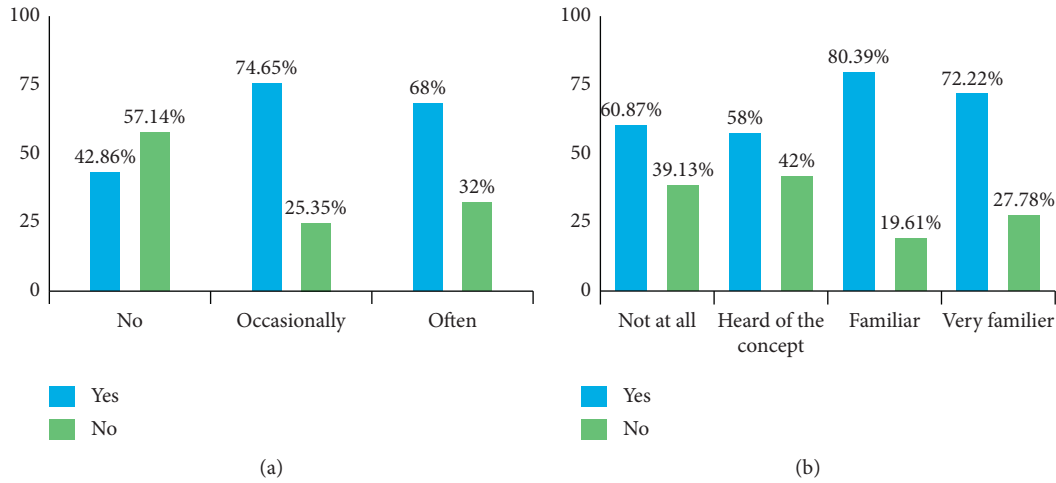 100
75
50
25
0
42.86%
57.14%
74.65%
25.35%
68%
32%
No
Occasionally
Often
Yes
No
(a)
100
75
50
25
0
60.87%
39.13%
58%
42%
80.39%
19.61%
72.22%
27.78%
Not at all
Heard of the
concept
Familiar
Very familier
Yes
No
(b)